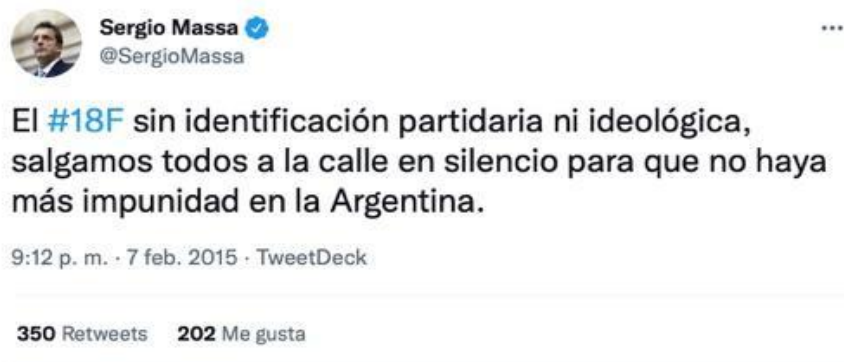 Sergio Massa
@SergioMassa
El #18F sin identificación partidaria ni ideológica,
salgamos todos a la calle en silencio para que no haya
más impunidad en la Argentina.
9:12 p. m. · 7 feb. 2015 · TweetDeck
350 Retweets 202 Me gusta